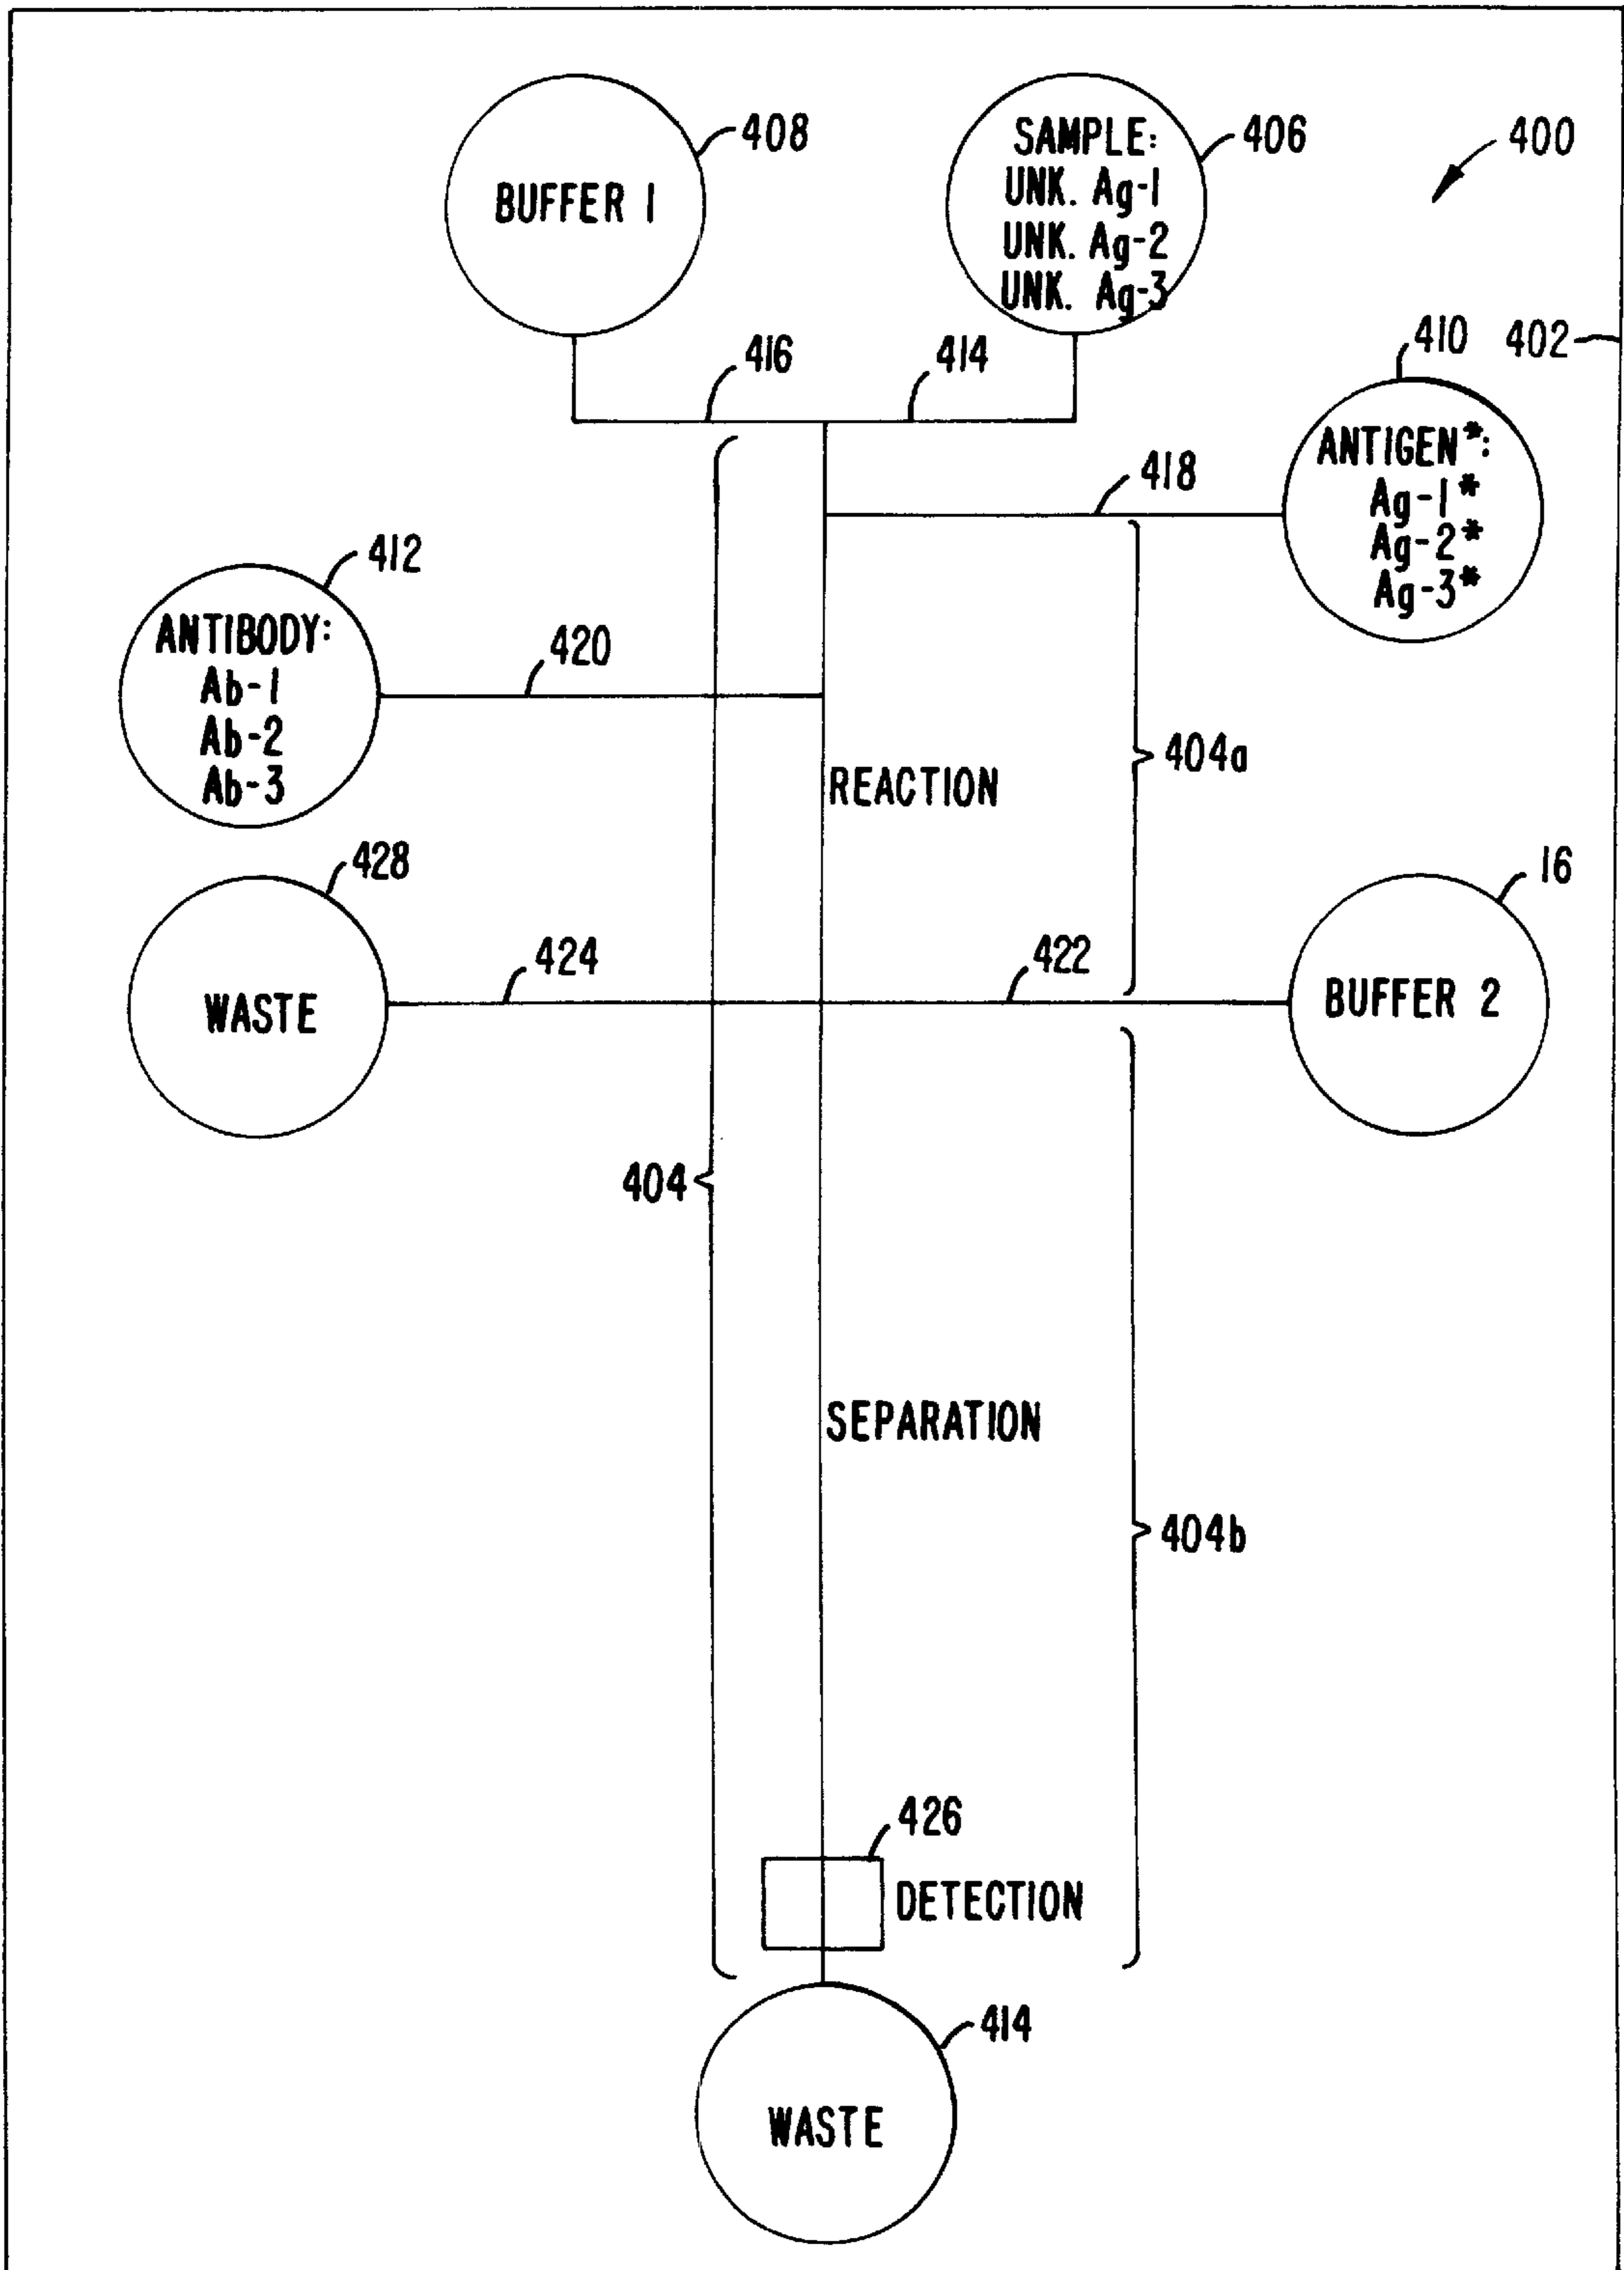 408
BUFFER 1
SAMPLE:
UNK. Ag-1
UNK. Ag-2
UNK. Ag-3
406
400
416
414
410
402
ANTIGEN*:
Ag-1*
Ag-2*
Ag-3*
418
412
ANTIBODY:
Ab-1
Ab-2
Ab-3
420
404a
REACTION
428
WASTE
424
422
16
BUFFER 2
404
SEPARATION
404b
426
DETECTION
414
WASTE